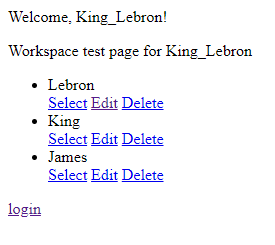 Welcome, King_Lebron!
Workspace test page for King_Lebron
Lebron
Select Edit Delete
King
Select Edit Delete
James
Select Edit Delete
login